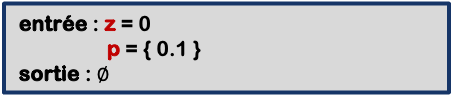 entrée : z = 0
p = { 0.1 }
sortie : ∅